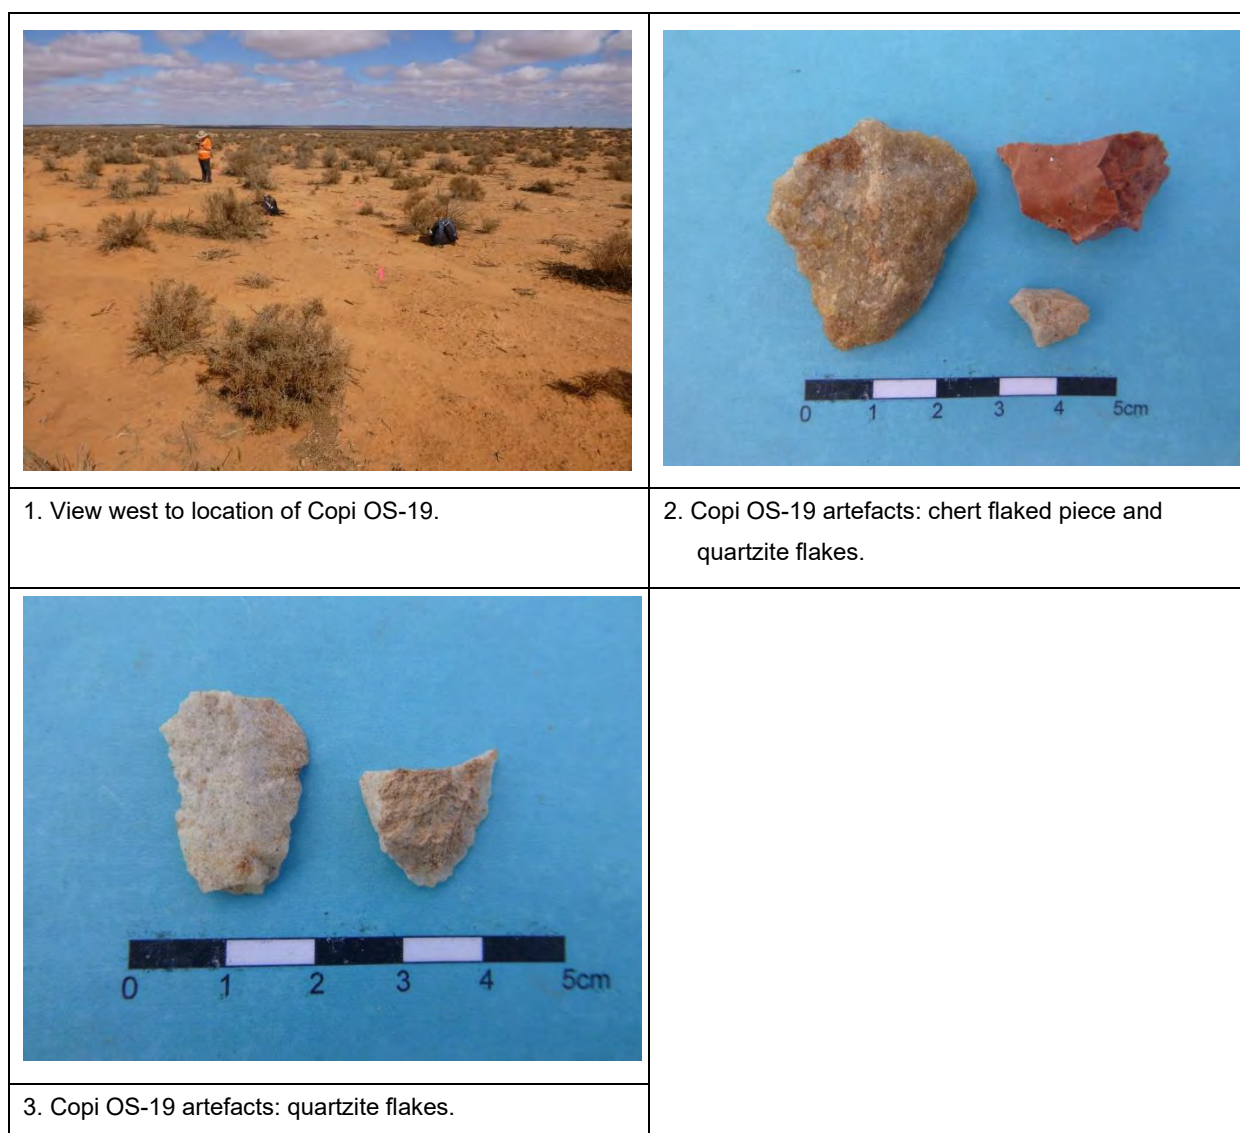 0 1 2 3 4 5cm
1. View west to location of Copi OS-19.
2. Copi OS-19 artefacts: chert flaked piece and
quartzite flakes.
0 1 2 3 4 5cm
3. Copi OS-19 artefacts: quartzite flakes.